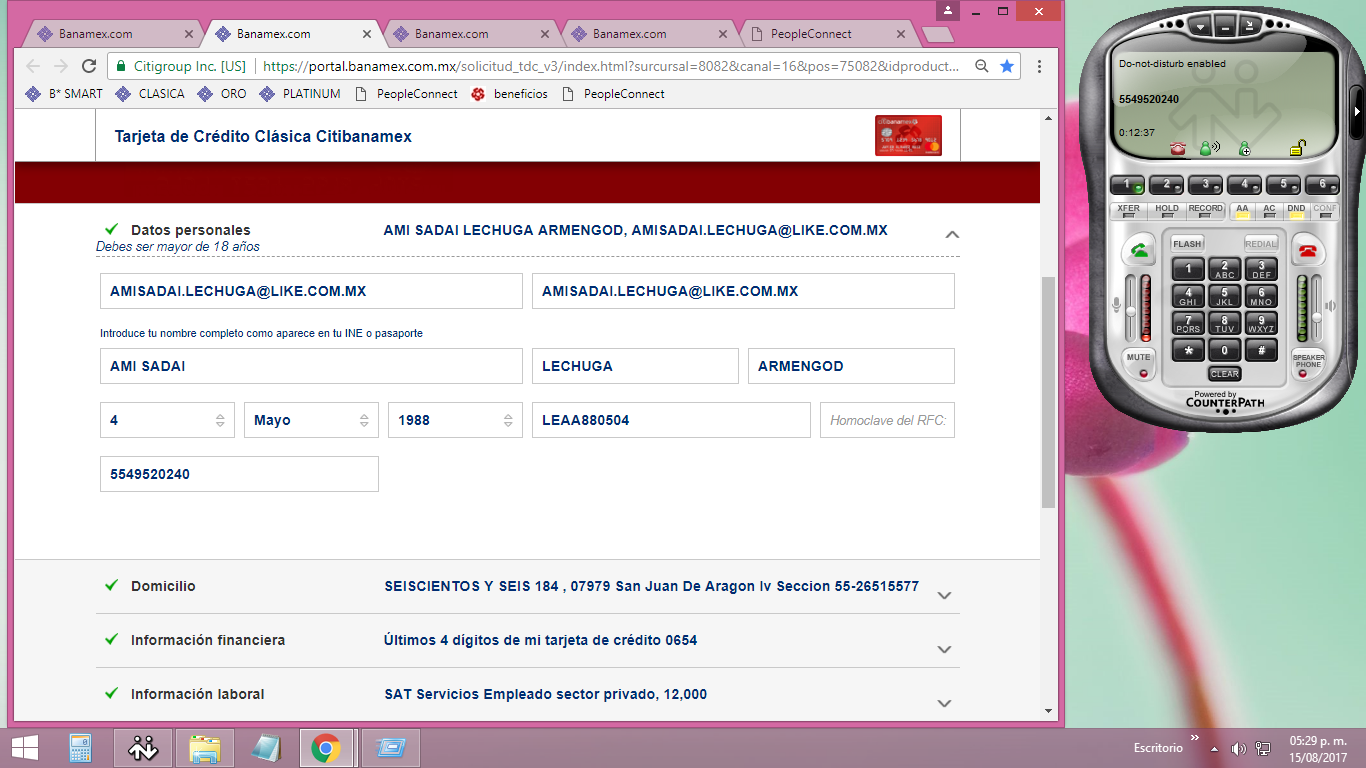 Banamex.com
Banamex.com
Banamex.com
Banamex.com
PeopleConnect
Citigroup Inc. [US]
https://portal.banamex.com.mx/solicitud_tdc_v3/index.html?surcursal=8082&canal=16&pos=75082&idproduct...
B* SMART
CLASICA
ORO
PLATINUM
PeopleConnect
beneficios
PeopleConnect
Tarjeta de Crédito Clásica Citibanamex
Datos personales
AMI SADAI LECHUGA ARMENGOD, AMISADAI.LECHUGA@LIKE.COM.MX
Debes ser mayor de 18 años
AMISADAI.LECHUGA@LIKE.COM.MX
AMISADAI.LECHUGA@LIKE.COM.MX
Introduce tu nombre completo como aparece en tu INE o pasaporte
AMI SADAI
LECHUGA
ARMENGOD
4
Mayo
1988
LEAA880504
Homoclave del RFC:
5549520240
Domicilio
SEISCIENTOS Y SEIS 184 , 07979 San Juan De Aragon Iv Seccion 55-26515577
Información financiera
Últimos 4 dígitos de mi tarjeta de crédito 0654
Información laboral
SAT Servicios Empleado sector privado, 12,000
Do-not-disturb enabled
5549520240
0:12:37
1 2 3 4 5 6
XFER HOLD RECORD AA AC DND CONF
FLASH
REDIAL
1
2 ABC
3 DEF
4 GHI
5 JKL
6 MNO
7 PQRS
8 TUV
9 WXYZ
* 0 #
MUTE
SPEAKER PHONE
CLEAR
Powered by
COUNTERPATH
Escritorio
05:29 p. m.
15/08/2017